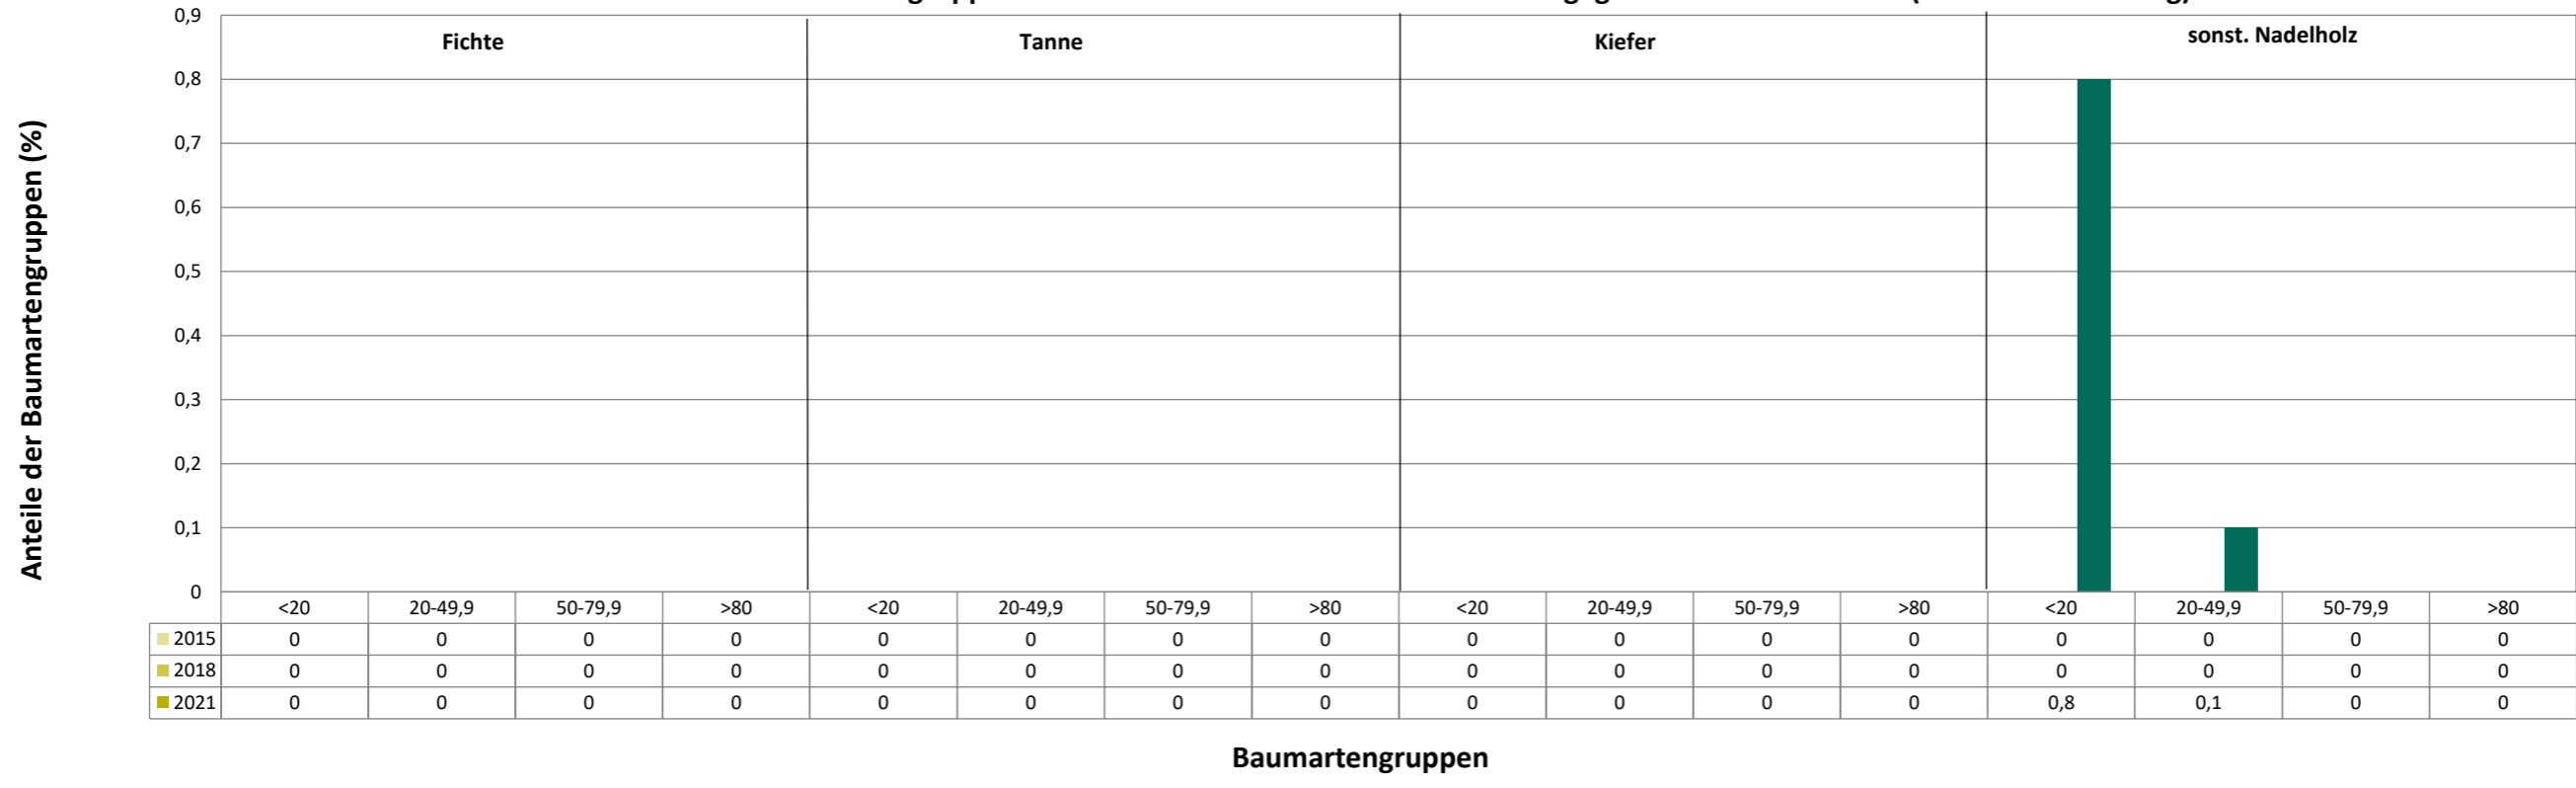 0,9
Fichte Tanne Kiefer sonst. Nadelholz
0,8
0,7
0,6
0,5
0,4
0,3
0,2
0,1
0
Anteile der Baumartengruppen (%)
<20 20-49,9 50-79,9 >80 <20 20-49,9 50-79,9 >80 <20 20-49,9 50-79,9 >80 <20 20-49,9 50-79,9 >80
2015 0 0 0 0 0 0 0 0 0 0 0 0 0 0 0 0
2018 0 0 0 0 0 0 0 0 0 0 0 0 0 0 0 0
2021 0 0 0 0 0 0 0 0 0 0 0 0 0,8 0,1 0 0
Baumartengruppen